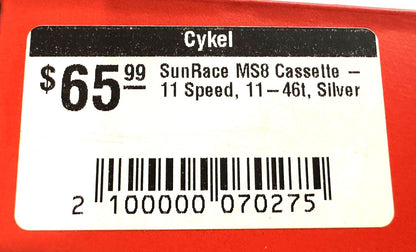 Cykel
$65.99
SunRace MS8 Cassette –
11 Speed, 11–46t, Silver
2 100000 070275